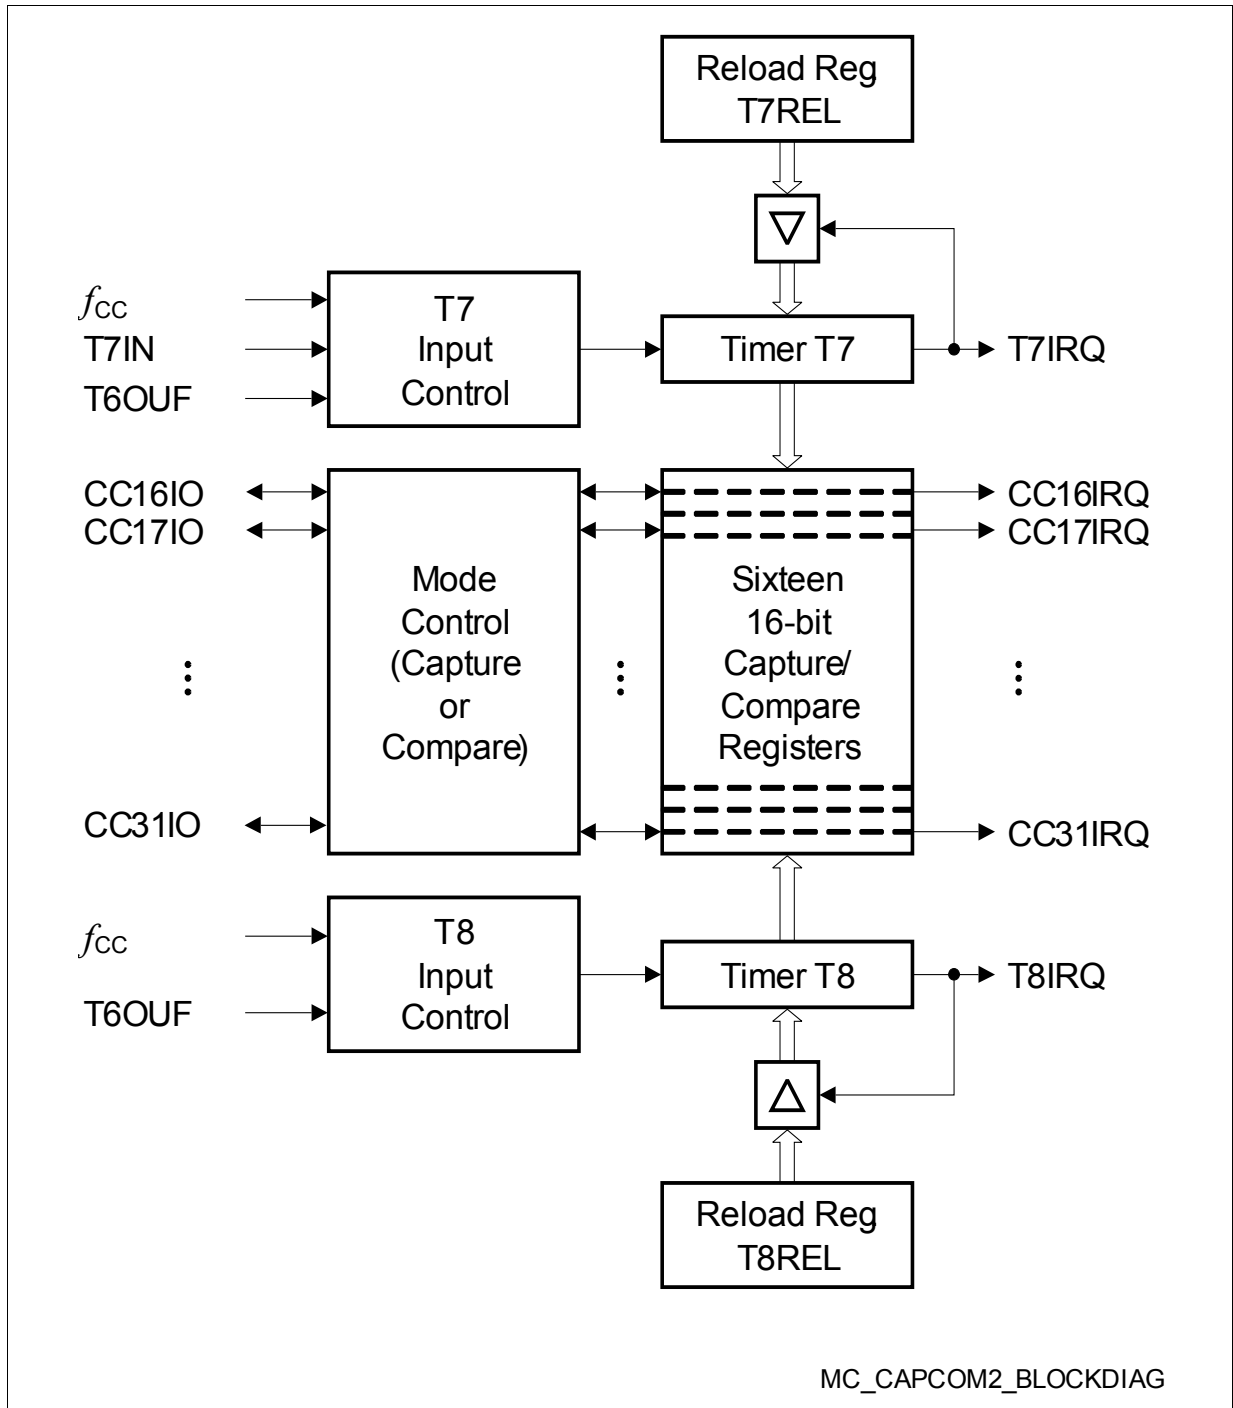 Reload Reg
T7REL
fCC
T7IN
T6OUF
T7
Input
Control
Timer T7
T7IRQ
CC16IO
CC17IO
CC31IO
Mode
Control
(Capture
or
Compare)
Sixteen
16-bit
Capture/
Compare
Registers
CC16IRQ
CC17IRQ
CC31IRQ
fCC
T6OUF
T8
Input
Control
Timer T8
T8IRQ
Reload Reg
T8REL
MC_CAPCOM2_BLOCKDIAG